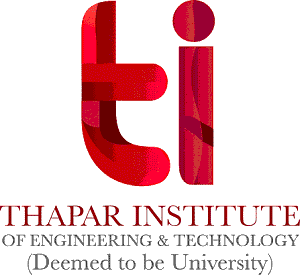 ti
THAPAR INSTITUTE
OF ENGINEERING & TECHNOLOGY
(Deemed to be University)